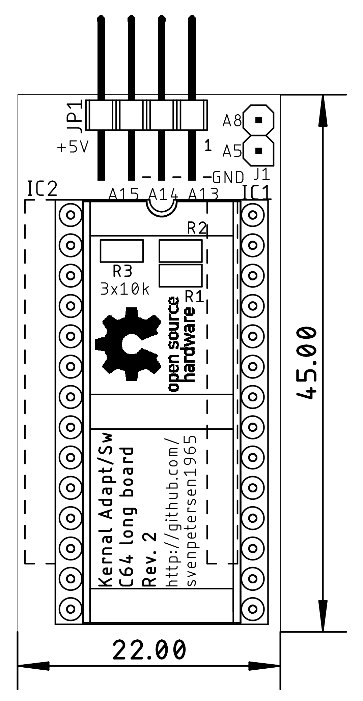 JP1
A8
+5V
1
A5
GND
J1
IC2
A15
A14
A13
IC1
R2
R3
3x10k
R1
open source
hardware
Kernal Adapt/Sw
C64 long board
Rev. 2
http://github.com/
svenpetersen1965
45.00
22.00